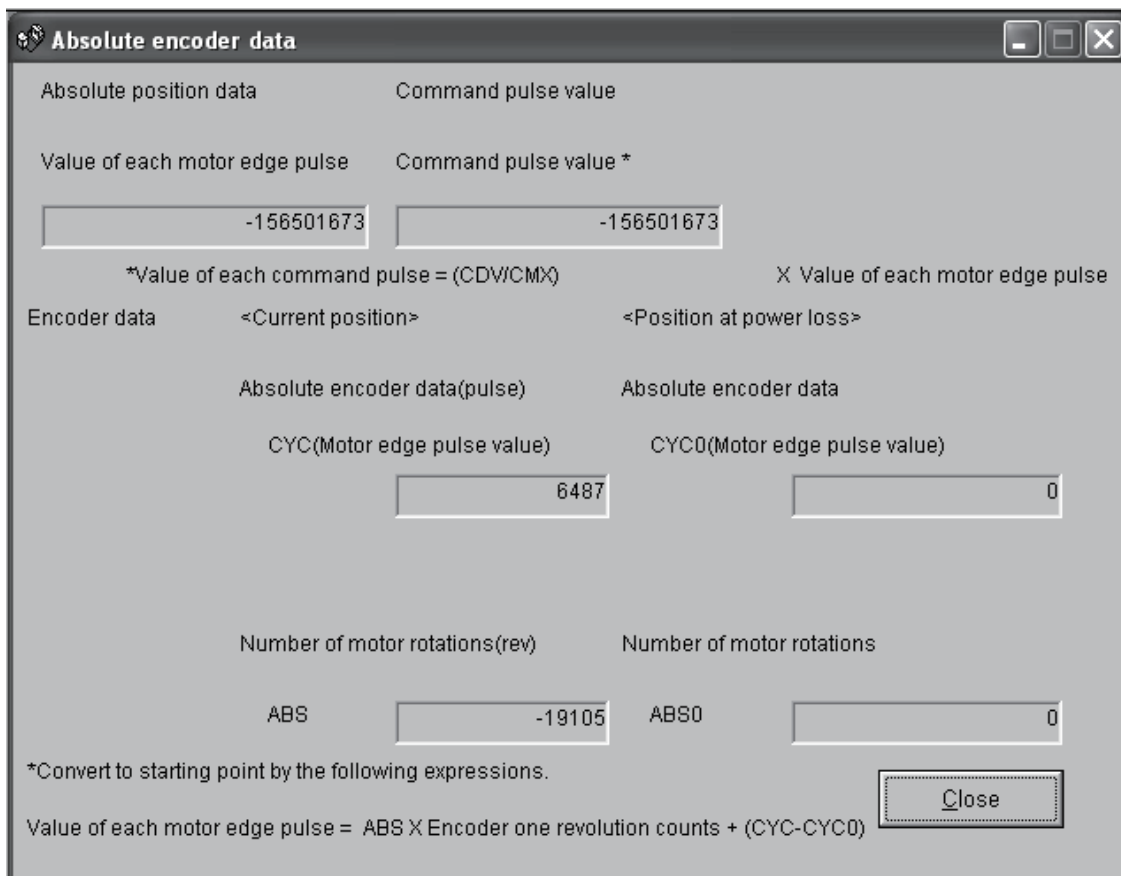 Absolute encoder data
Absolute position data Command pulse value
Value of each motor edge pulse Command pulse value *
-156501673 -156501673
*Value of each command pulse = (CDV/CMX) X Value of each motor edge pulse
Encoder data <Current position> <Position at power loss>
Absolute encoder data(pulse) Absolute encoder data
CYC(Motor edge pulse value) CYC0(Motor edge pulse value)
6487 0
Number of motor rotations(rev) Number of motor rotations
ABS -19105 ABS0 0
*Convert to starting point by the following expressions.
Close
Value of each motor edge pulse = ABS X Encoder one revolution counts + (CYC-CYC0)